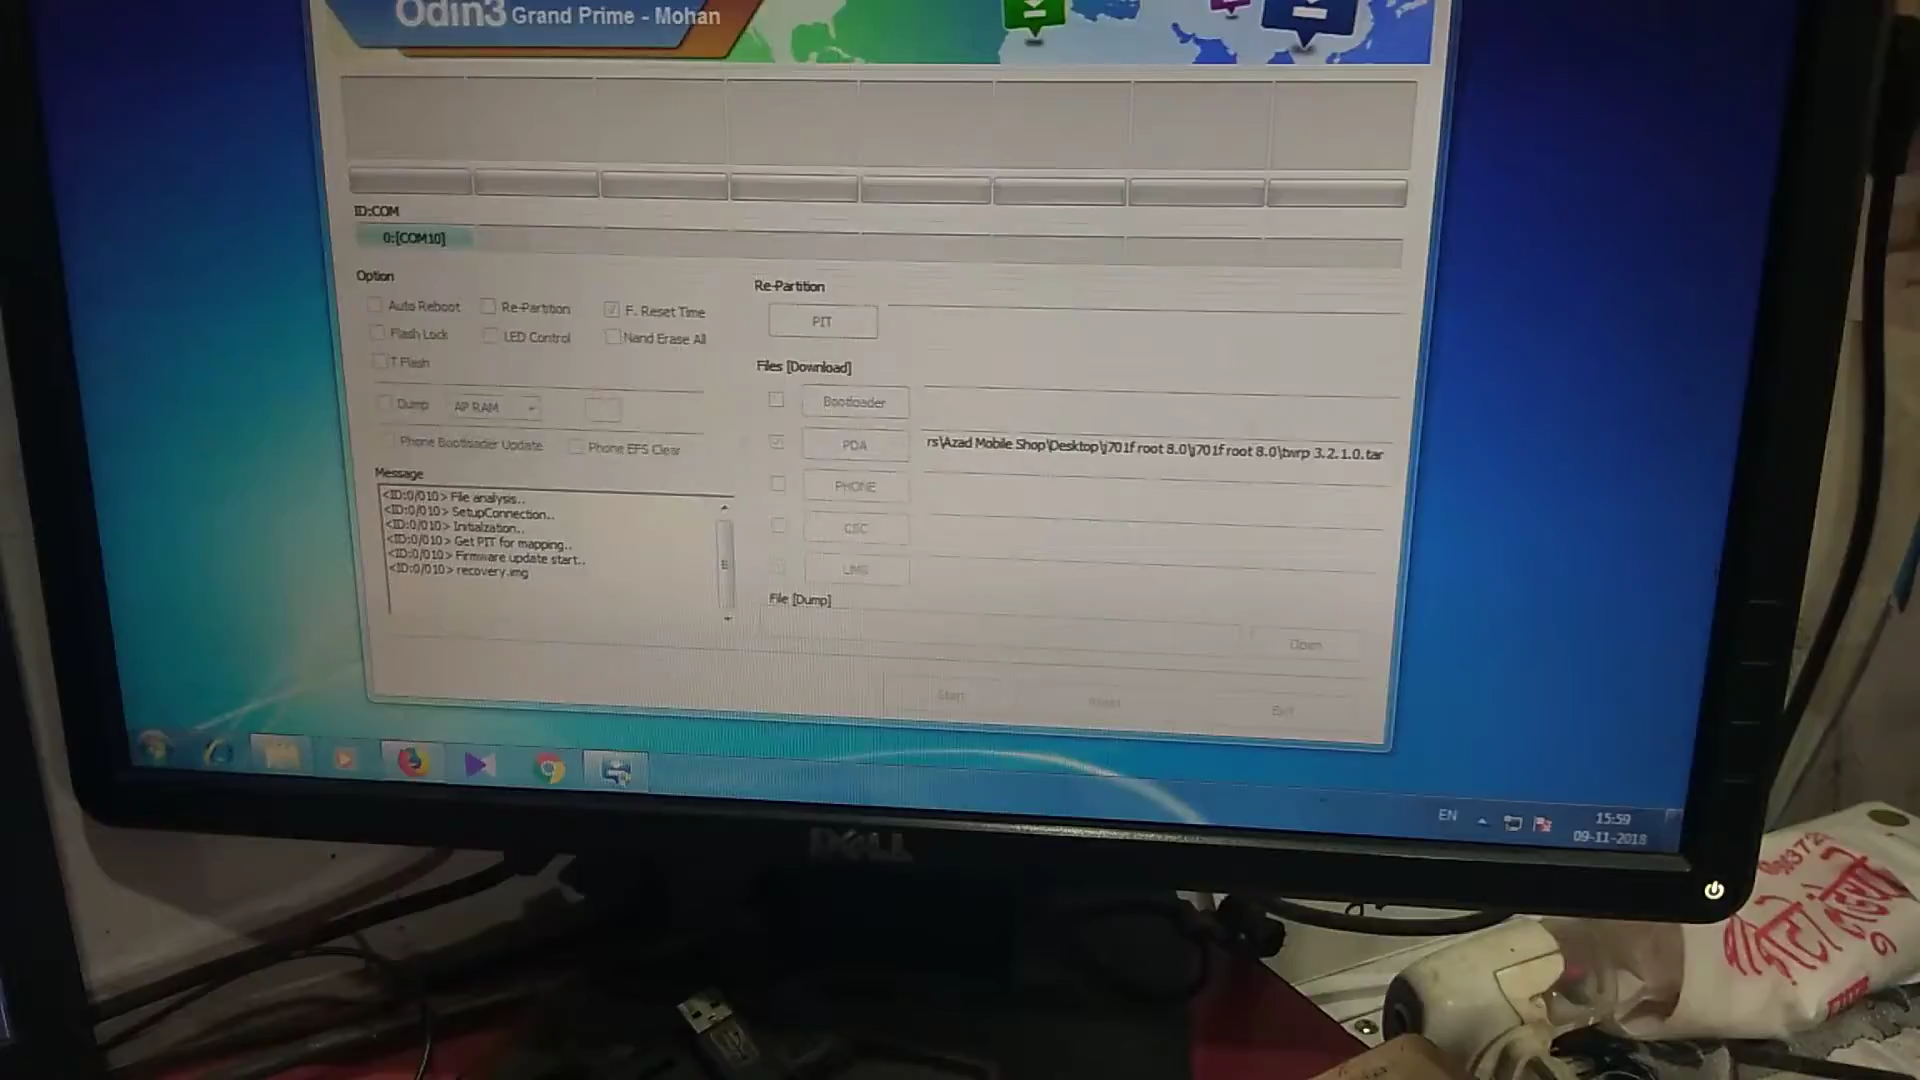 Odin3 Grand Prime - Mohan
ID:COM
0:[COM10]
Option
Auto Reboot
Re-Partition
F. Reset Time
Flash Lock
LED Control
Nand Erase All
T Flash
Dump
AP RAM
Phone Bootloader Update
Phone EFS Clear
Message
<ID:0/010> File analysis..
<ID:0/010> SetupConnection..
<ID:0/010> Initialzation..
<ID:0/010> Get PIT for mapping..
<ID:0/010> Firmware update start..
<ID:0/010> recovery.img
Re-Partition
PIT
Files [Download]
Bootloader
PDA
rs\Azad Mobile Shop\Desktop\j701f root 8.0\j701f root 8.0\twrp 3.2.1.0.tar
PHONE
CSC
UMS
File [Dump]
Open
Start
Reset
Exit
EN
15:59
09-11-2018
DELL